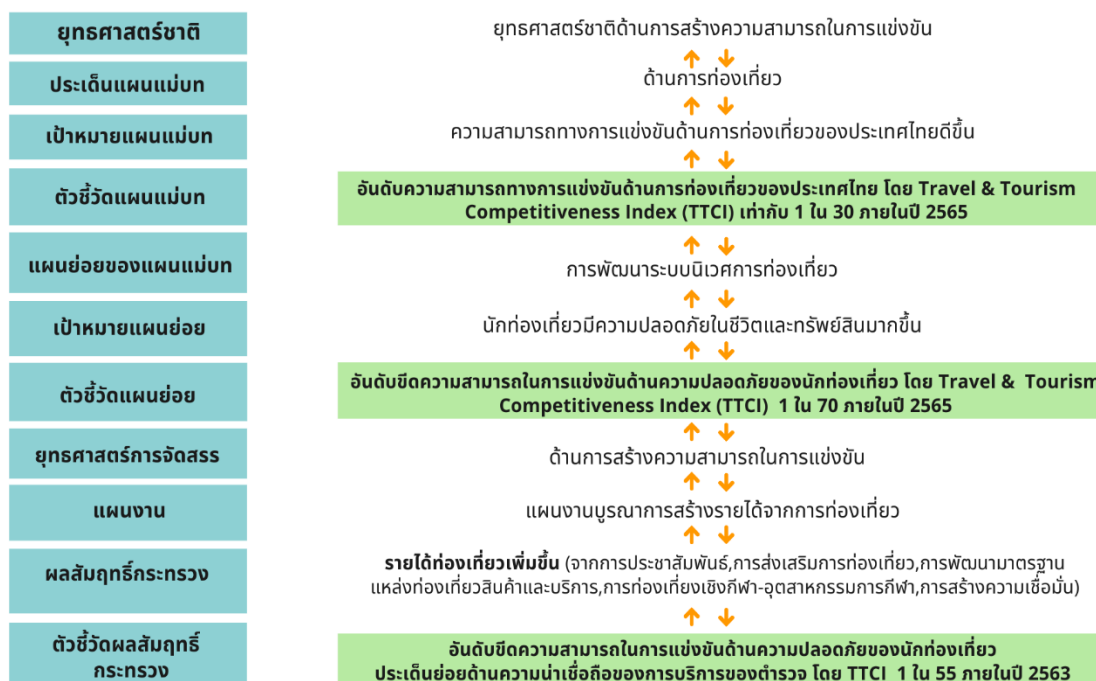 ยุทธศาสตร์ชาติ
ยุทธศาสตร์ชาติด้านการสร้างความสามารถในการแข่งขัน
ประเด็นแผนแม่บท
ด้านการท่องเที่ยว
เป้าหมายแผนแม่บท
ความสามารถทางการแข่งขันด้านการท่องเที่ยวของประเทศไทยดีขึ้น
ตัวชี้วัดแผนแม่บท
อันดับความสามารถทางการแข่งขันด้านการท่องเที่ยวของประเทศไทย โดย Travel & Tourism
Competitiveness Index (TTCI) เท่ากับ 1 ใน 30 ภายในปี 2565
แผนย่อยของแผนแม่บท
การพัฒนาระบบนิเวศการท่องเที่ยว
เป้าหมายแผนย่อย
นักท่องเที่ยวมีความปลอดภัยในชีวิตและทรัพย์สินมากขึ้น
ตัวชี้วัดแผนย่อย
อันดับขีดความสามารถในการแข่งขันด้านความปลอดภัยของนักท่องเที่ยว โดย Travel & Tourism
Competitiveness Index (TTCI) 1 ใน 70 ภายในปี 2565
ยุทธศาสตร์การจัดสรร
ด้านการสร้างความสามารถในการแข่งขัน
แผนงาน
แผนงานบูรณาการสร้างรายได้จากการท่องเที่ยว
ผลสัมฤทธิ์กระทรวง
รายได้ท่องเที่ยวเพิ่มขึ้น (จากการประชาสัมพันธ์,การส่งเสริมการท่องเที่ยว,การพัฒนามาตรฐาน
แหล่งท่องเที่ยวสินค้าและบริการ,การท่องเที่ยงเชิงกีฬา-อุตสาหกรรมการกีฬา,การสร้างความเชื่อมั่น)
ตัวชี้วัดผลสัมฤทธิ์
กระทรวง
อันดับขีดความสามารถในการแข่งขันด้านความปลอดภัยของนักท่องเที่ยว
ประเด็นย่อยด้านความน่าเชื่อถือของการบริการของตำรวจ โดย TTCI 1 ใน 55 ภายในปี 2563